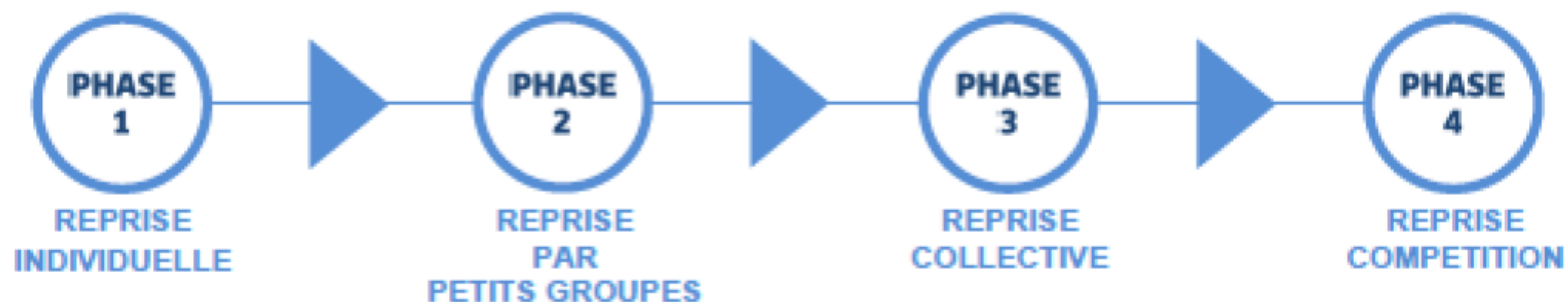 PHASE
1
REPRISE
INDIVIDUELLE
PHASE
2
REPRISE
PAR
PETITS GROUPES
PHASE
3
REPRISE
COLLECTIVE
PHASE
4
REPRISE
COMPETITION